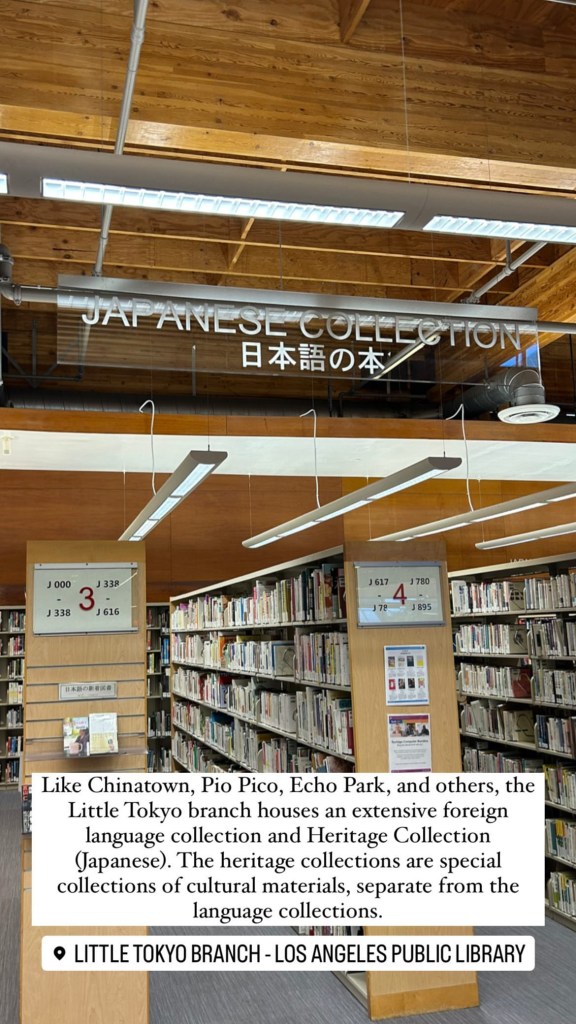 JAPANESE COLLECTION
日本語の本
J 000 - J 338
3
J 338 - J 616
J 617 - J 78
4
J 780 - J 895
日本語の新着図書
Like Chinatown, Pio Pico, Echo Park, and others, the
Little Tokyo branch houses an extensive foreign
language collection and Heritage Collection
(Japanese). The heritage collections are special
collections of cultural materials, separate from the
language collections.
LITTLE TOKYO BRANCH - LOS ANGELES PUBLIC LIBRARY